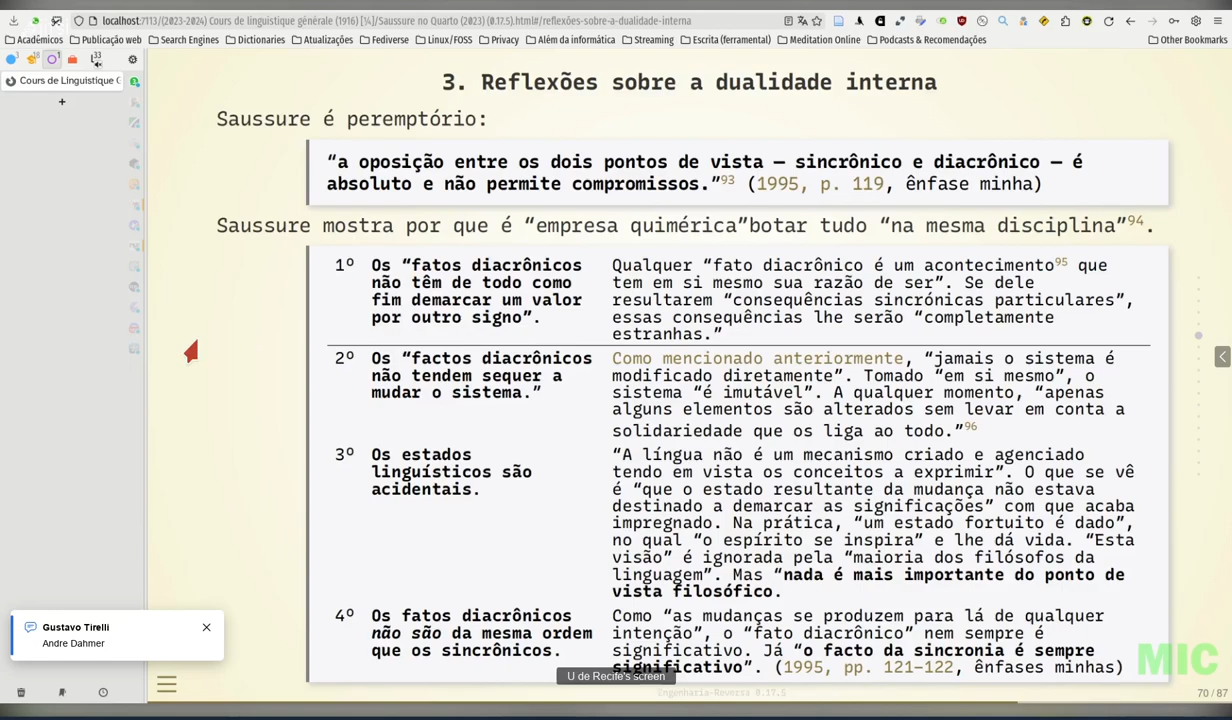 localhost:7113/(2023-2024) Cours de linguistique générale (1916) [¼]/Saussure no Quarto (2023) (0.17.5).html#/reflexões-sobre-a-dualidade-interna
Acadêmicos
Publicação web
Search Engines
Dictionaries
Atualizações
Fediverse
Linux/FOSS
Privacy
Além da informática
Streaming
Escrita (ferramental)
Meditation Online
Podcasts & Recomendações
Other Bookmarks
Cours de Linguistique G
3. Reflexões sobre a dualidade interna
Saussure é peremptório:
“a oposição entre os dois pontos de vista — sincrônico e diacrônico — é
absoluto e não permite compromissos.”93 (1995, p. 119, ênfase minha)
Saussure mostra por que é “empresa quimérica”botar tudo “na mesma disciplina”94.
1º Os “fatos diacrônicos
não têm de todo como
fim demarcar um valor
por outro signo”.
Qualquer “fato diacrônico é um acontecimento95 que
tem em si mesmo sua razão de ser”. Se dele
resultarem “consequências sincrónicas particulares”,
essas consequências lhe serão “completamente
estranhas.”
2º Os “factos diacrônicos
não tendem sequer a
mudar o sistema.”
Como mencionado anteriormente, “jamais o sistema é
modificado diretamente”. Tomado “em si mesmo”, o
sistema “é imutável”. A qualquer momento, “apenas
alguns elementos são alterados sem levar em conta a
solidariedade que os liga ao todo.”96
3º Os estados
linguísticos são
acidentais.
“A língua não é um mecanismo criado e agenciado
tendo em vista os conceitos a exprimir”. O que se vê
é “que o estado resultante da mudança não estava
destinado a demarcar as significações” com que acaba
impregnado. Na prática, “um estado fortuito é dado”,
no qual “o espírito se inspira” e lhe dá vida. “Esta
visão” é ignorada pela “maioria dos filósofos da
linguagem”. Mas “nada é mais importante do ponto de
vista filosófico.
4º Os fatos diacrônicos
não são da mesma ordem
que os sincrônicos.
Como “as mudanças se produzem para lá de qualquer
intenção”, o “fato diacrônico” nem sempre é
significativo. Já “o facto da sincronia é sempre
significativo”. (1995, pp. 121–122, ênfases minhas)
Gustavo Tirelli
Andre Dahmer
U de Recife's screen
Engenharia-Reversa 0.17.5
MIC
70 / 87